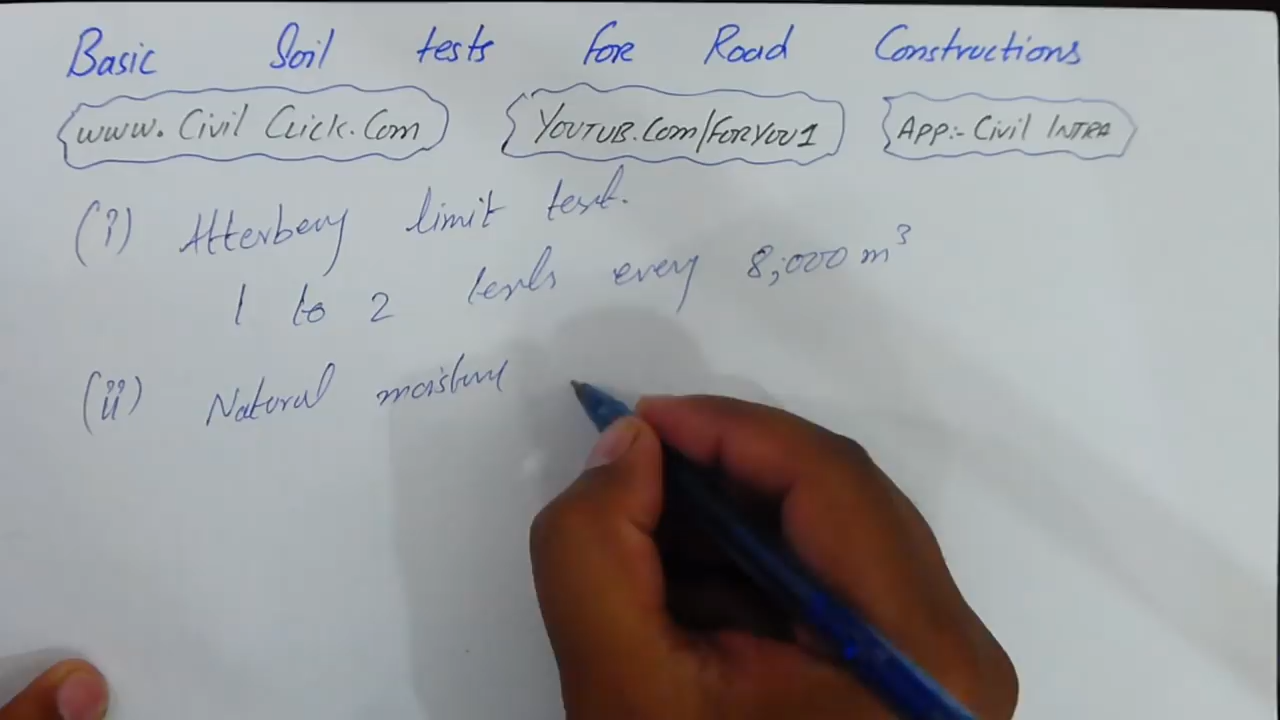 Basic Soil tests for Road Constructions
www.Civil Click.Com YOUTUB.Com/FORYOU1 APP:- Civil INTRA
(i) Atterberg limit test.
1 to 2 tests every 8,000 m³
(ii) Natural moisture